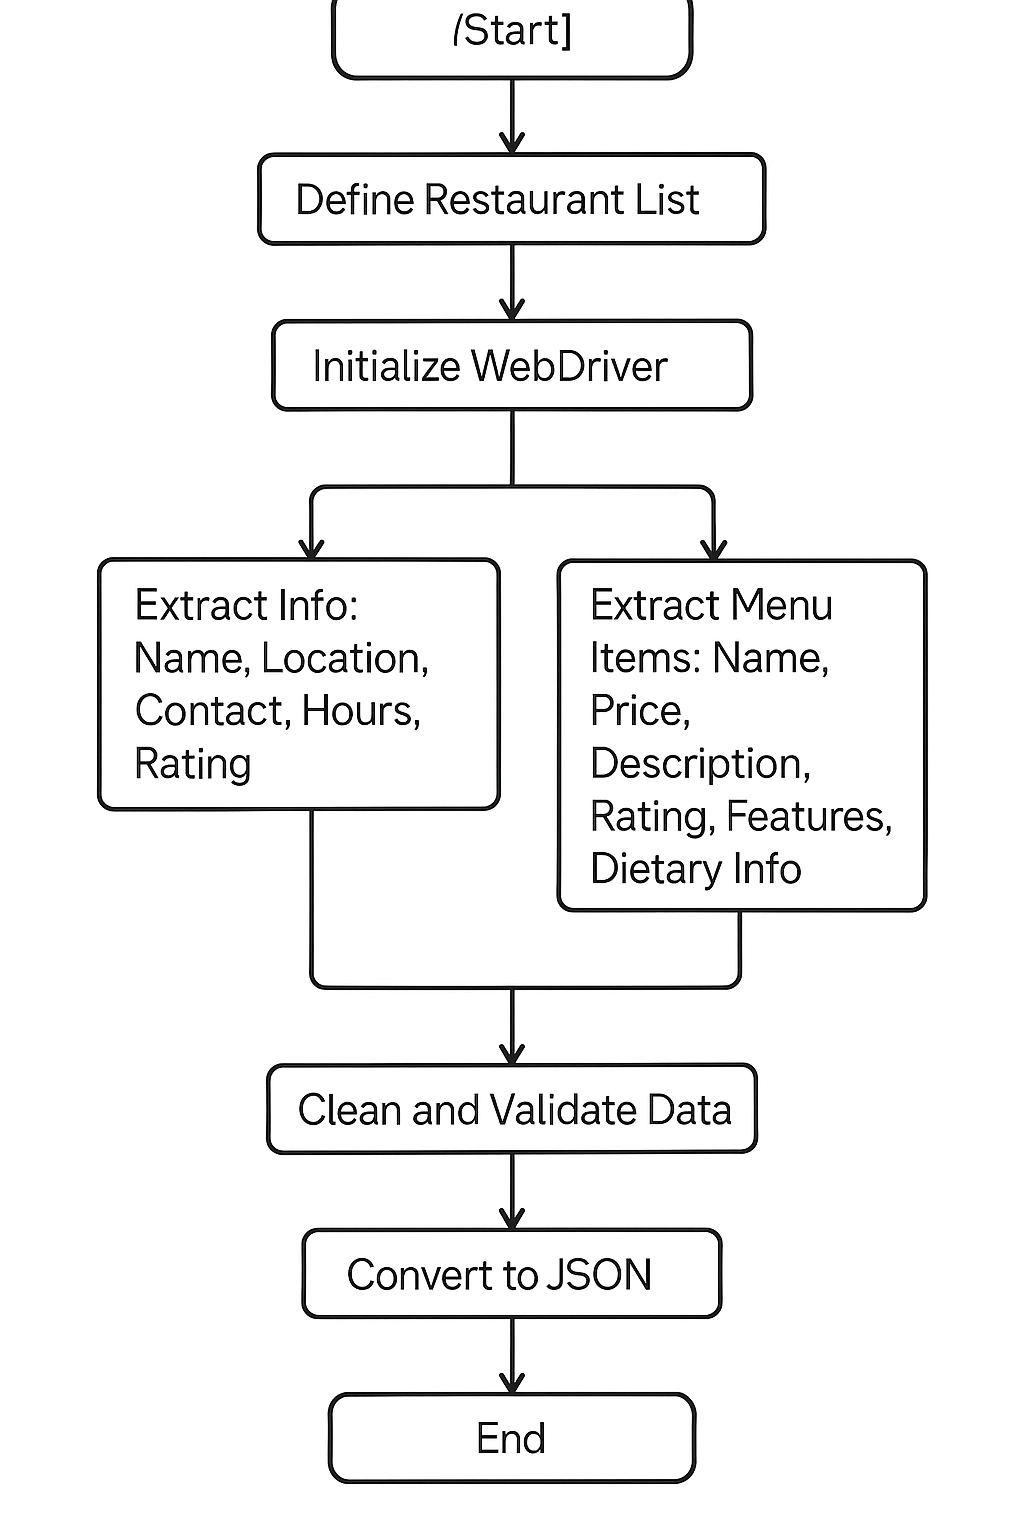 /Start]
Define Restaurant List
Initialize WebDriver
Extract Info:
Name, Location,
Contact, Hours,
Rating
Extract Menu
Items: Name,
Price,
Description,
Rating, Features,
Dietary Info
Clean and Validate Data
Convert to JSON
End